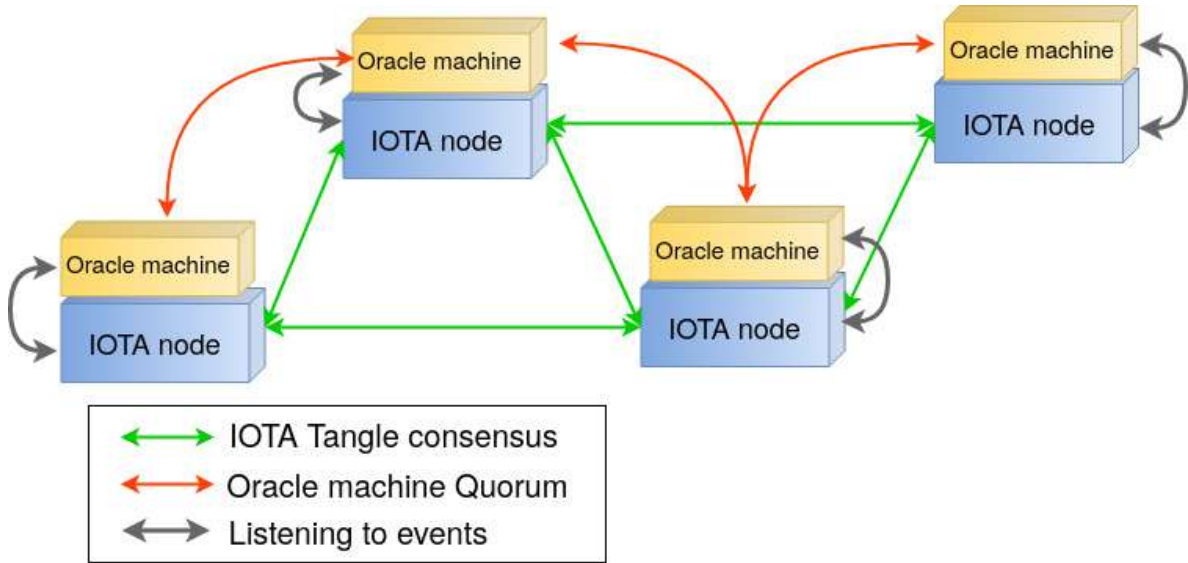 Oracle machine
IOTA node
Oracle machine
IOTA node
Oracle machine
IOTA node
Oracle machine
IOTA node
IOTA Tangle consensus
Oracle machine Quorum
Listening to events